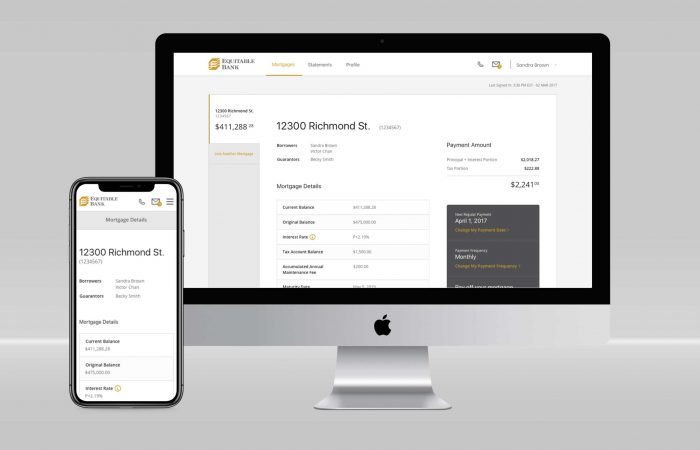 EQUITABLE
BANK
Mortgages Statements Profile
Sandra Brown
Last Signed In: 3:30 PM EST - 02 MAR 2017
12300 Richmond St.
1234567
$411,288 28
Link Another Mortgage
12300 Richmond St. (1234567)
Borrowers Sandra Brown
Victor Chan
Guarantors Becky Smith
Mortgage Details
Current Balance $411,288.28
Original Balance $475,000.00
Interest Rate P+2.19%
Tax Account Balance $1,500.00
Accumulated Annual $200.00
Maintenance Fee
Maturity Date
Payment Amount
Principal + Interest Portion $2,018.27
Tax Portion $222.88
$2,241
Next Regular Payment
April 1, 2017
Change My Payment Date
Payment Frequency
Monthly
Change My Payment Frequency
Pay off your mortgage
EQUITABLE
BANK
Mortgage Details
12300 Richmond St.
(1234567)
Borrowers Sandra Brown
Victor Chan
Guarantors Becky Smith
Mortgage Details
Current Balance
$411,288.28
Original Balance
$475,000.00
Interest Rate
P+2.19%